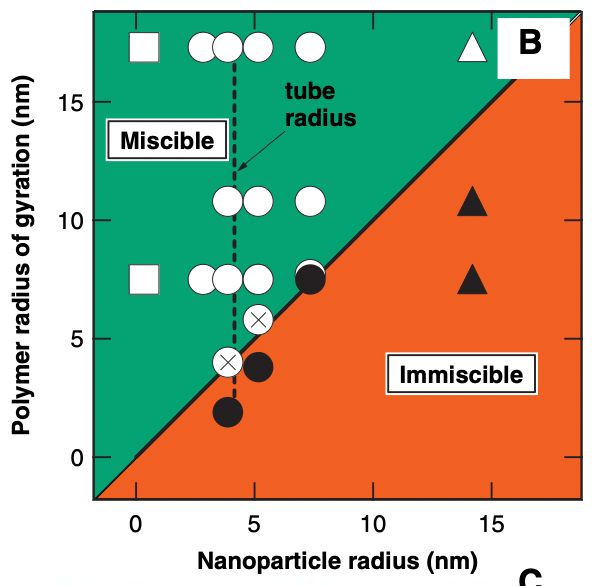 B
15
tube
radius
Miscible
10
5
Immiscible
0
0 5 10 15
Polymer radius of gyration (nm)
Nanoparticle radius (nm)
C